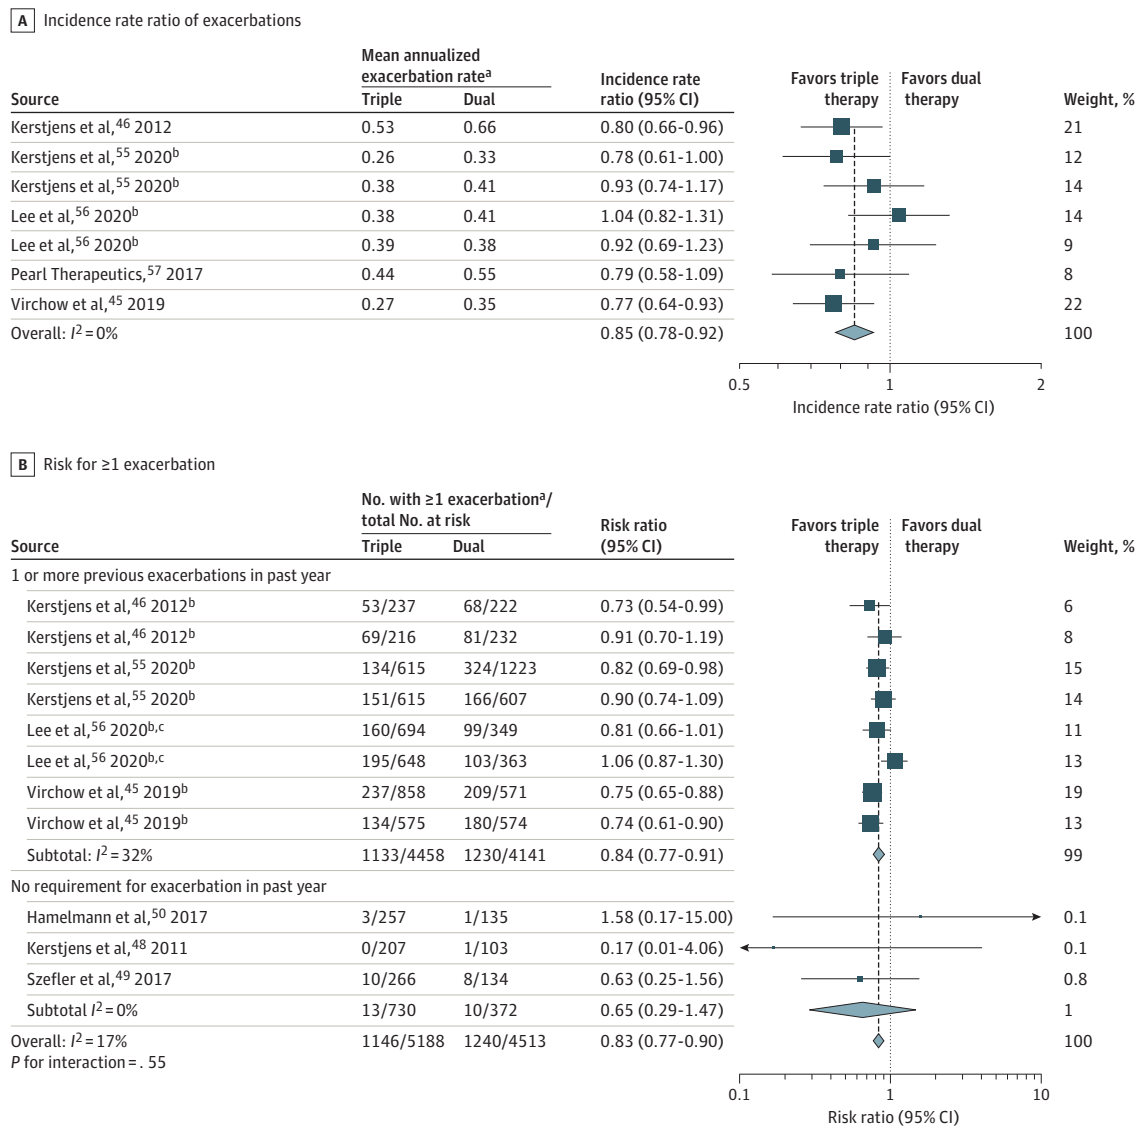 A Incidence rate ratio of exacerbations
Mean annualized
exacerbation rateᵃ
Incidence rate
ratio (95% CI)
Favors triple
therapy
Favors dual
therapy
Source Triple Dual Weight, %
Kerstjens et al,⁴⁶ 2012 0.53 0.66 0.80 (0.66-0.96) 21
Kerstjens et al,⁵⁵ 2020ᵇ 0.26 0.33 0.78 (0.61-1.00) 12
Kerstjens et al,⁵⁵ 2020ᵇ 0.38 0.41 0.93 (0.74-1.17) 14
Lee et al,⁵⁶ 2020ᵇ 0.38 0.41 1.04 (0.82-1.31) 14
Lee et al,⁵⁶ 2020ᵇ 0.39 0.38 0.92 (0.69-1.23) 9
Pearl Therapeutics,⁵⁷ 2017 0.44 0.55 0.79 (0.58-1.09) 8
Virchow et al,⁴⁵ 2019 0.27 0.35 0.77 (0.64-0.93) 22
Overall: I² = 0% 0.85 (0.78-0.92) 100
0.5 1 2
Incidence rate ratio (95% CI)
B Risk for ≥1 exacerbation
No. with ≥1 exacerbationᵃ/
total No. at risk
Risk ratio
(95% CI)
Favors triple
therapy
Favors dual
therapy
Source Triple Dual Weight, %
1 or more previous exacerbations in past year
Kerstjens et al,⁴⁶ 2012ᵇ 53/237 68/222 0.73 (0.54-0.99) 6
Kerstjens et al,⁴⁶ 2012ᵇ 69/216 81/232 0.91 (0.70-1.19) 8
Kerstjens et al,⁵⁵ 2020ᵇ 134/615 324/1223 0.82 (0.69-0.98) 15
Kerstjens et al,⁵⁵ 2020ᵇ 151/615 166/607 0.90 (0.74-1.09) 14
Lee et al,⁵⁶ 2020ᵇ,ᶜ 160/694 99/349 0.81 (0.66-1.01) 11
Lee et al,⁵⁶ 2020ᵇ,ᶜ 195/648 103/363 1.06 (0.87-1.30) 13
Virchow et al,⁴⁵ 2019ᵇ 237/858 209/571 0.75 (0.65-0.88) 19
Virchow et al,⁴⁵ 2019ᵇ 134/575 180/574 0.74 (0.61-0.90) 13
Subtotal: I² = 32% 1133/4458 1230/4141 0.84 (0.77-0.91) 99
No requirement for exacerbation in past year
Hamelmann et al,⁵⁰ 2017 3/257 1/135 1.58 (0.17-15.00) 0.1
Kerstjens et al,⁴⁸ 2011 0/207 1/103 0.17 (0.01-4.06) 0.1
Szefler et al,⁴⁹ 2017 10/266 8/134 0.63 (0.25-1.56) 0.8
Subtotal I² = 0% 13/730 10/372 0.65 (0.29-1.47) 1
Overall: I² = 17% 1146/5188 1240/4513 0.83 (0.77-0.90) 100
P for interaction = . 55
0.1 1 10
Risk ratio (95% CI)